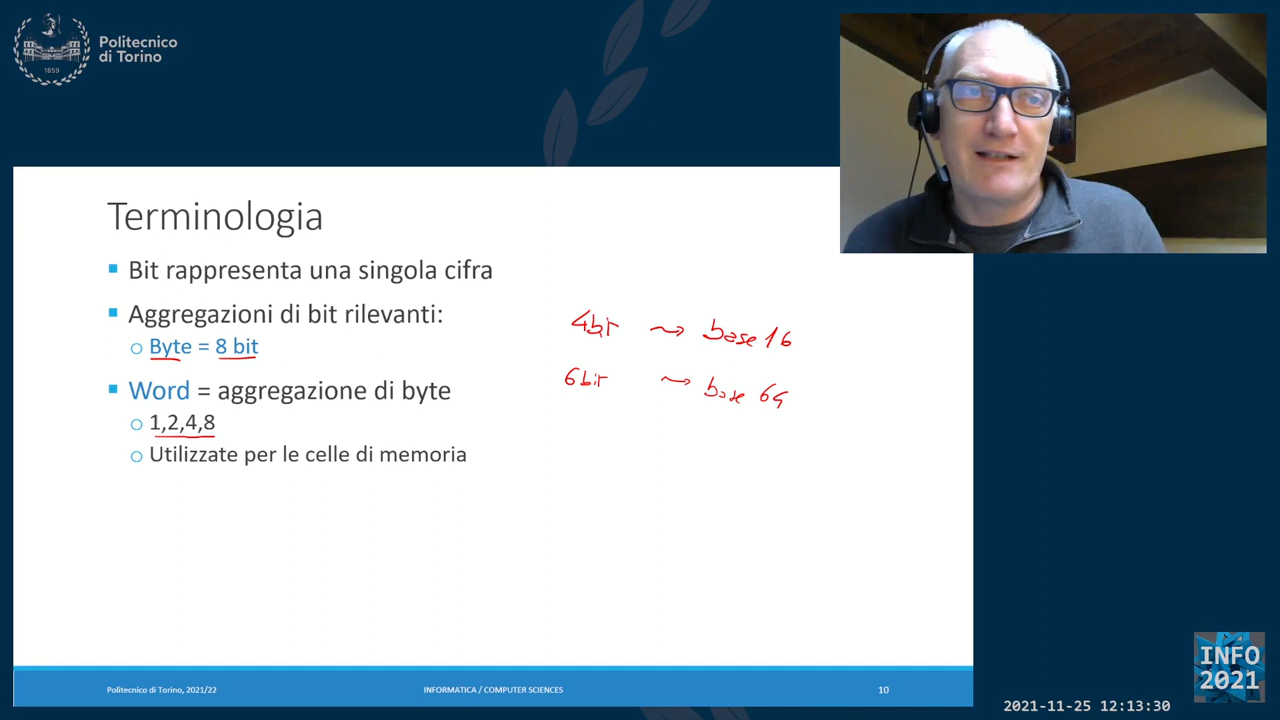 Politecnico
di Torino
1859
Terminologia
Bit rappresenta una singola cifra
Aggregazioni di bit rilevanti:
Byte = 8 bit
Word = aggregazione di byte
1,2,4,8
Utilizzate per le celle di memoria
4bit → base 16
6bit → base 64
Politecnico di Torino, 2021/22
INFORMATICA / COMPUTER SCIENCES
10
INFO
2021
2021-11-25 12:13:30